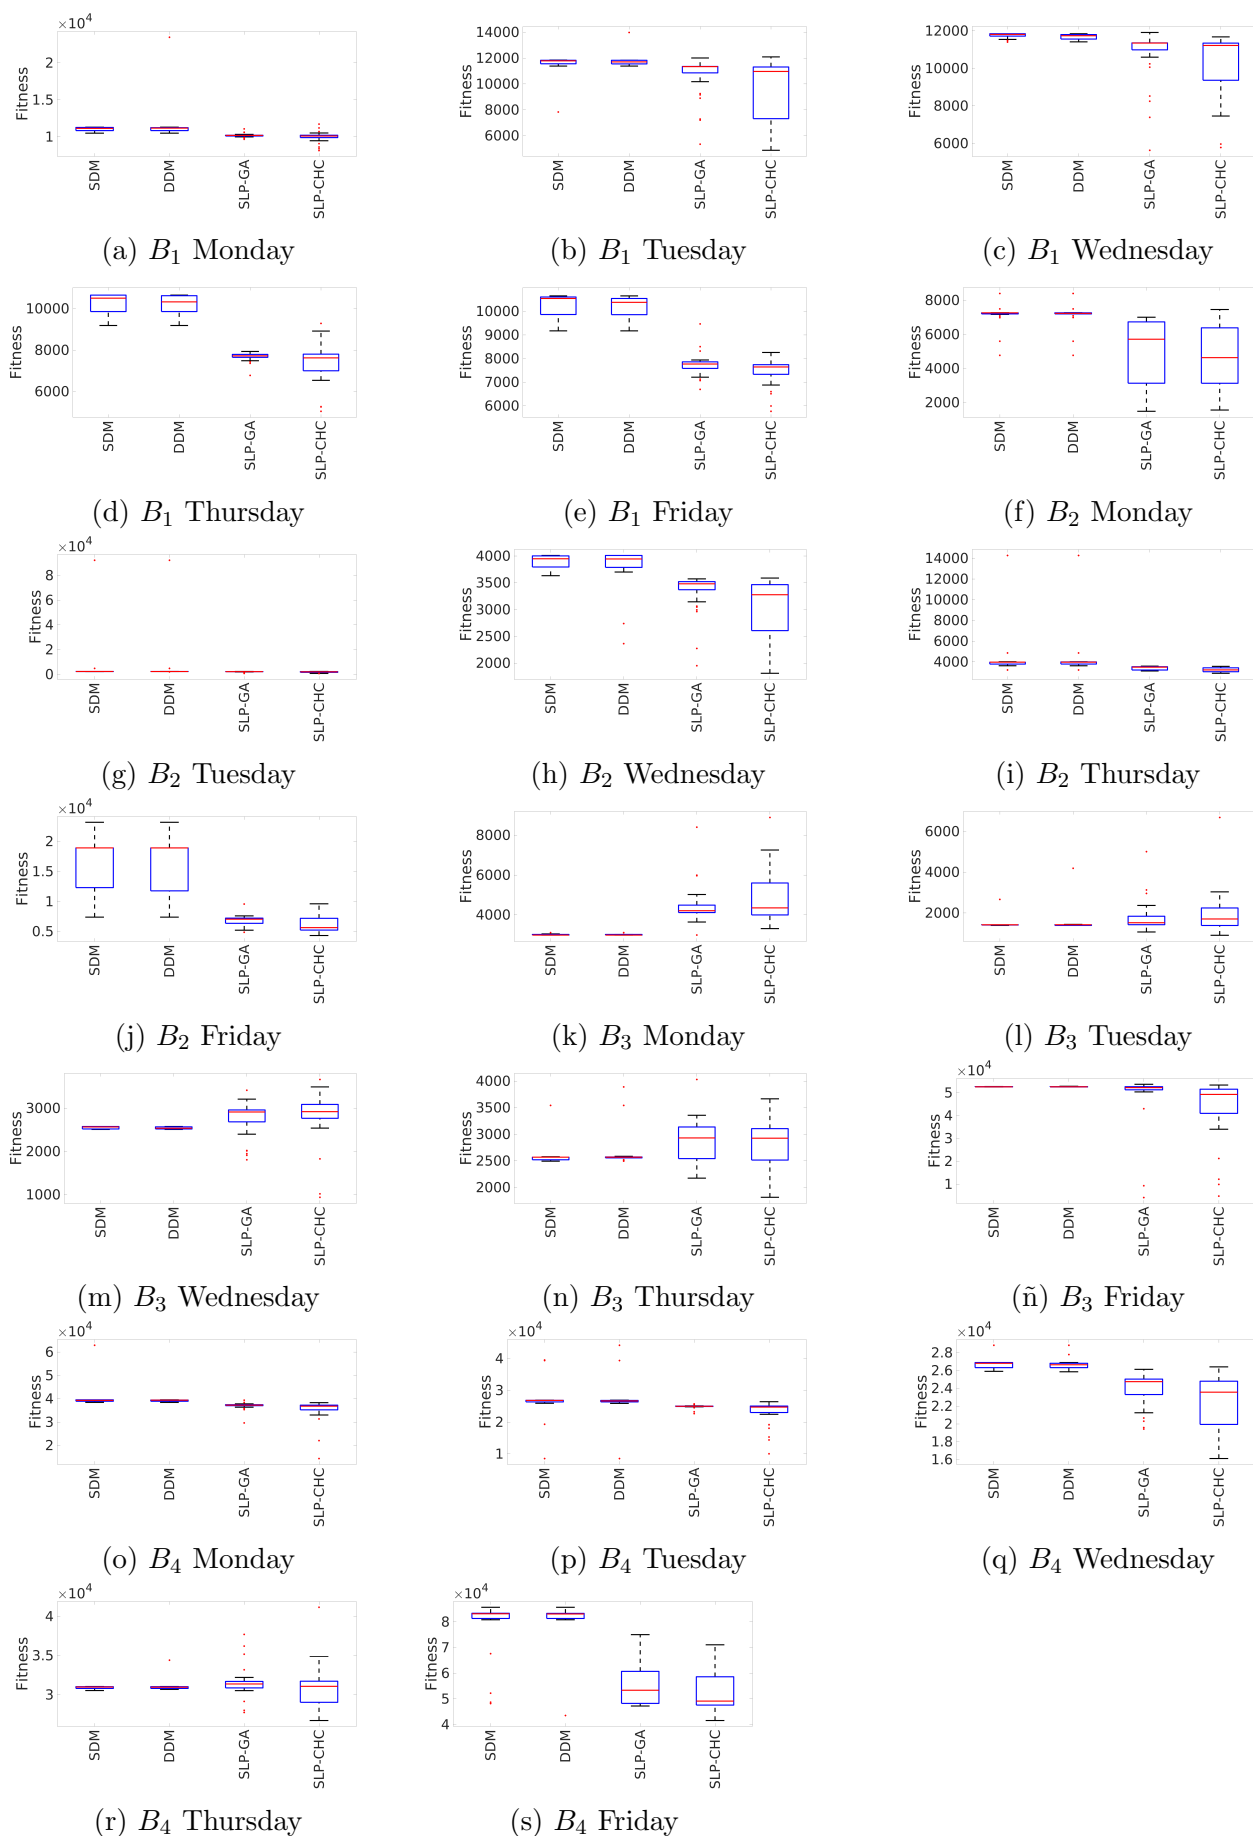 ×10⁴
Fitness
2
1.5
1
SDM
DDM
SLP-GA
SLP-CHC
(a) B₁ Monday
Fitness
14000
12000
10000
8000
6000
SDM
DDM
SLP-GA
SLP-CHC
(b) B₁ Tuesday
Fitness
12000
10000
8000
6000
SDM
DDM
SLP-GA
SLP-CHC
(c) B₁ Wednesday
Fitness
10000
8000
6000
SDM
DDM
SLP-GA
SLP-CHC
(d) B₁ Thursday
Fitness
10000
9000
8000
7000
6000
SDM
DDM
SLP-GA
SLP-CHC
(e) B₁ Friday
Fitness
8000
6000
4000
2000
SDM
DDM
SLP-GA
SLP-CHC
(f) B₂ Monday
×10⁴
Fitness
8
6
4
2
0
SDM
DDM
SLP-GA
SLP-CHC
(g) B₂ Tuesday
Fitness
4000
3500
3000
2500
2000
SDM
DDM
SLP-GA
SLP-CHC
(h) B₂ Wednesday
Fitness
14000
12000
10000
8000
6000
4000
SDM
DDM
SLP-GA
SLP-CHC
(i) B₂ Thursday
×10⁴
Fitness
2
1.5
1
0.5
SDM
DDM
SLP-GA
SLP-CHC
(j) B₂ Friday
Fitness
8000
6000
4000
SDM
DDM
SLP-GA
SLP-CHC
(k) B₃ Monday
Fitness
6000
4000
2000
SDM
DDM
SLP-GA
SLP-CHC
(l) B₃ Tuesday
Fitness
3000
2000
1000
SDM
DDM
SLP-GA
SLP-CHC
(m) B₃ Wednesday
Fitness
4000
3500
3000
2500
2000
SDM
DDM
SLP-GA
SLP-CHC
(n) B₃ Thursday
×10⁴
Fitness
5
4
3
2
1
SDM
DDM
SLP-GA
SLP-CHC
(ñ) B₃ Friday
×10⁴
Fitness
6
5
4
3
2
SDM
DDM
SLP-GA
SLP-CHC
(o) B₄ Monday
×10⁴
Fitness
4
3
2
1
SDM
DDM
SLP-GA
SLP-CHC
(p) B₄ Tuesday
×10⁴
Fitness
2.8
2.6
2.4
2.2
2
1.8
1.6
SDM
DDM
SLP-GA
SLP-CHC
(q) B₄ Wednesday
×10⁴
Fitness
4
3.5
3
SDM
DDM
SLP-GA
SLP-CHC
(r) B₄ Thursday
×10⁴
Fitness
8
7
6
5
4
SDM
DDM
SLP-GA
SLP-CHC
(s) B₄ Friday